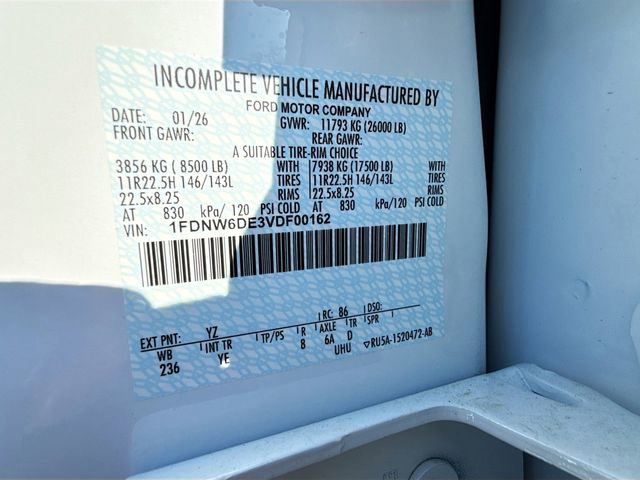 INCOMPLETE VEHICLE MANUFACTURED BY
FORD MOTOR COMPANY
DATE: 01/26 GVWR: 11793 KG (26000 LB)
FRONT GAWR: REAR GAWR:
A SUITABLE TIRE-RIM CHOICE
3856 KG ( 8500 LB) WITH 7938 KG (17500 LB) WITH
11R22.5H 146/143L TIRES 11R22.5H 146/143L TIRES
22.5x8.25 RIMS 22.5x8.25 RIMS
AT 830 kPa/ 120 PSI COLD AT 830 kPa/120 PSI COLD
VIN: 1FDNW6DE3VDF00162
RC: 86 DSO:
EXT PNT: YZ
WB INT TR TP/PS R AXLE TR SPR
236 YE 8 6A D
UHU ▽RU5A-1520472-AB